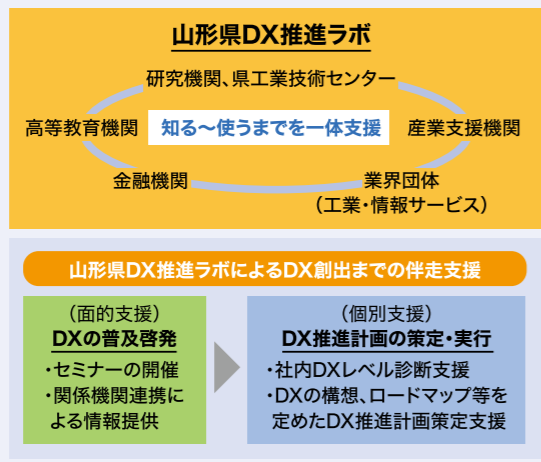 山形県DX推進ラボ
研究機関、県工業技術センター
高等教育機関
知る～使うまでを一体支援
産業支援機関
金融機関
業界団体
（工業・情報サービス）
山形県DX推進ラボによるDX創出までの伴走支援
（面的支援）
DXの普及啓発
・セミナーの開催
・関係機関連携に
よる情報提供
（個別支援）
DX推進計画の策定・実行
・社内DXレベル診断支援
・DXの構想、ロードマップ等を
定めたDX推進計画策定支援